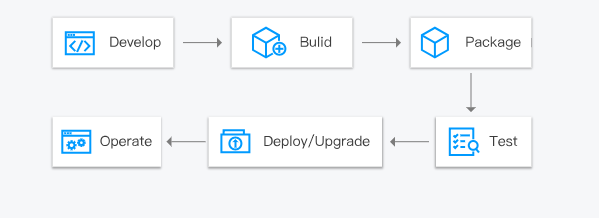 Develop
Bulid
Package
Operate
Deploy/Upgrade
Test